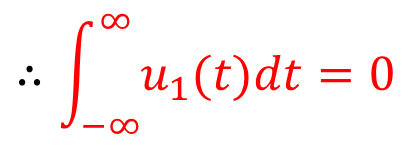 ∴ ∫_{−∞}^{∞} u₁(t)dt = 0